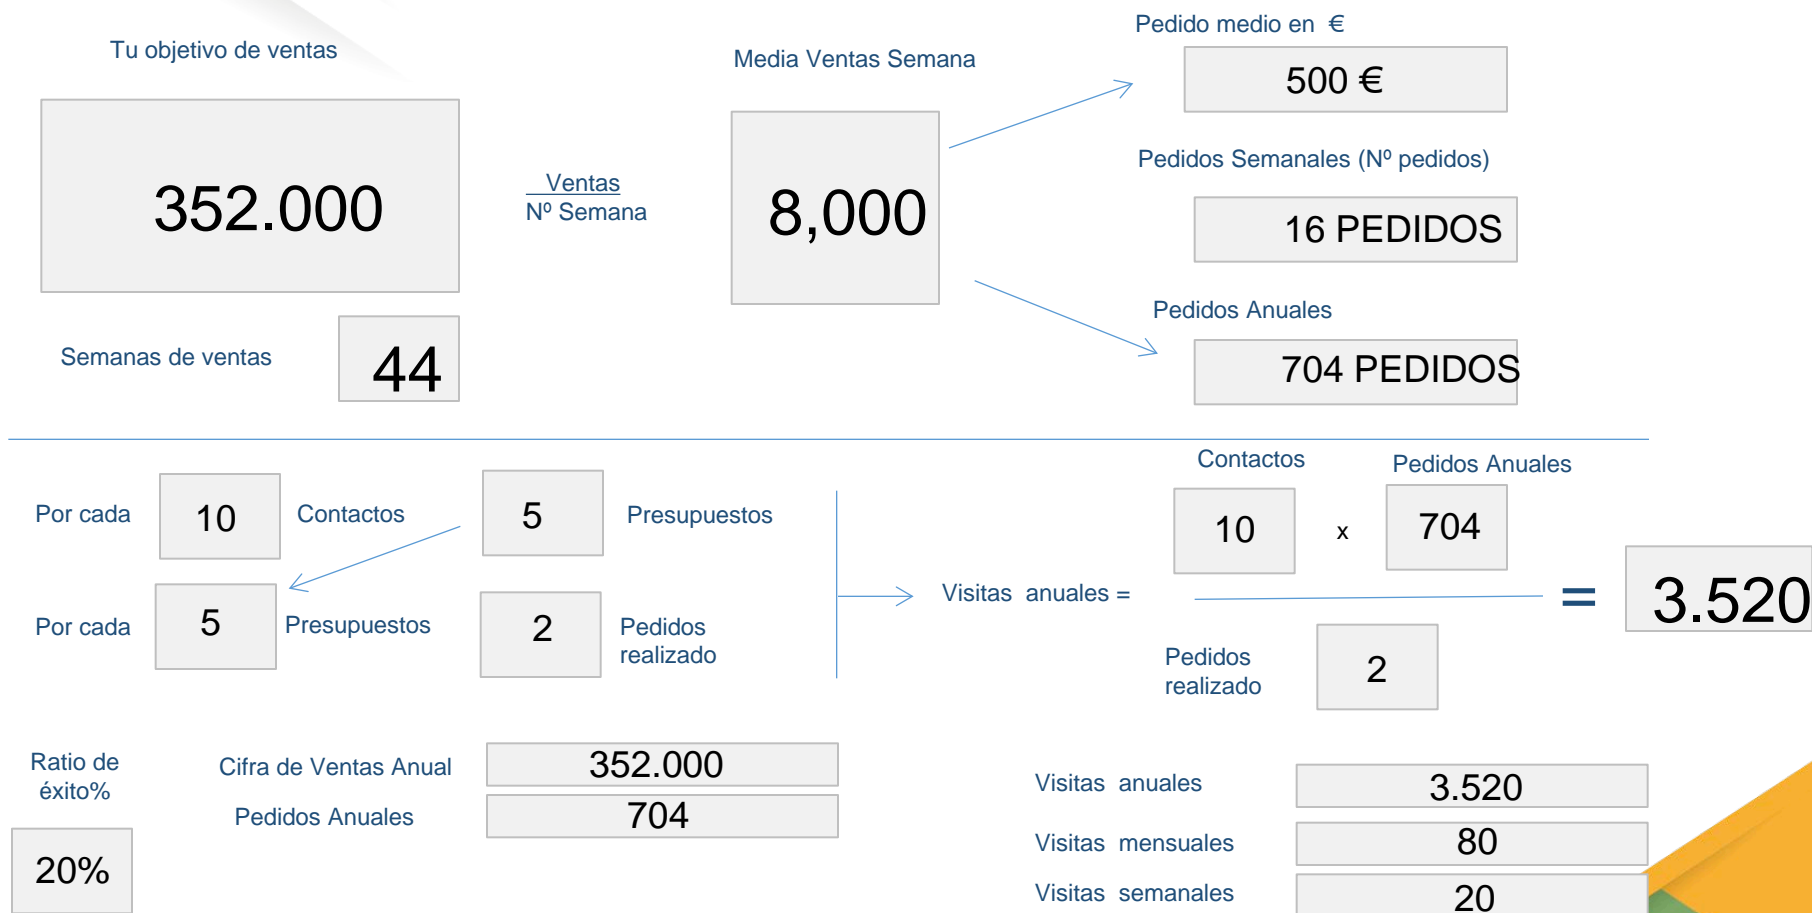 Tu objetivo de ventas
352.000
Semanas de ventas
44
Ventas
Nº Semana
Media Ventas Semana
8,000
Pedido medio en €
500 €
Pedidos Semanales (Nº pedidos)
16 PEDIDOS
Pedidos Anuales
704 PEDIDOS
Por cada
10
Contactos
5
Presupuestos
Por cada
5
Presupuestos
2
Pedidos
realizado
Visitas anuales =
Contactos
Pedidos Anuales
10
x
704
Pedidos
realizado
2
=
3.520
Ratio de
éxito%
20%
Cifra de Ventas Anual
352.000
Pedidos Anuales
704
Visitas anuales
3.520
Visitas mensuales
80
Visitas semanales
20